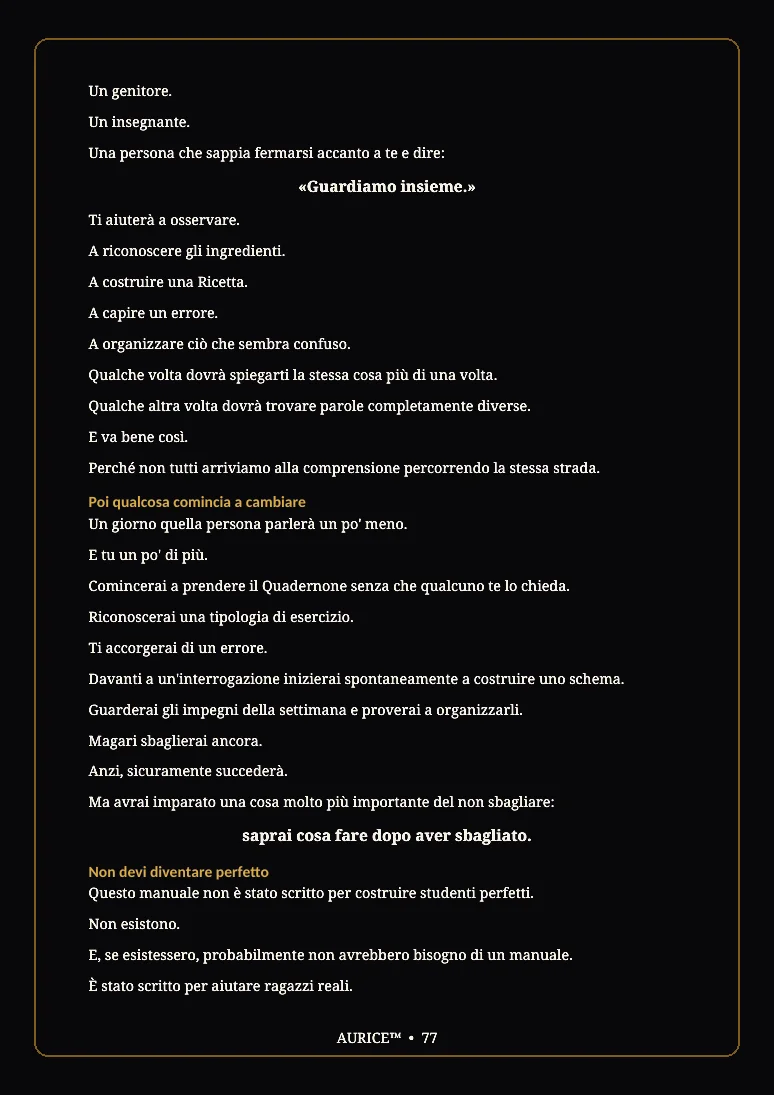 Un genitore.
Un insegnante.
Una persona che sappia fermarsi accanto a te e dire:
«Guardiamo insieme.»
Ti aiuterà a osservare.
A riconoscere gli ingredienti.
A costruire una Ricetta.
A capire un errore.
A organizzare ciò che sembra confuso.
Qualche volta dovrà spiegarti la stessa cosa più di una volta.
Qualche altra volta dovrà trovare parole completamente diverse.
E va bene così.
Perché non tutti arriviamo alla comprensione percorrendo la stessa strada.
Poi qualcosa comincia a cambiare
Un giorno quella persona parlerà un po' meno.
E tu un po' di più.
Comincerai a prendere il Quadernone senza che qualcuno te lo chieda.
Riconoscerai una tipologia di esercizio.
Ti accorgerai di un errore.
Davanti a un'interrogazione inizierai spontaneamente a costruire uno schema.
Guarderai gli impegni della settimana e proverai a organizzarli.
Magari sbaglierai ancora.
Anzi, sicuramente succederà.
Ma avrai imparato una cosa molto più importante del non sbagliare:
saprai cosa fare dopo aver sbagliato.
Non devi diventare perfetto
Questo manuale non è stato scritto per costruire studenti perfetti.
Non esistono.
E, se esistessero, probabilmente non avrebbero bisogno di un manuale.
È stato scritto per aiutare ragazzi reali.
AURICE™ • 77